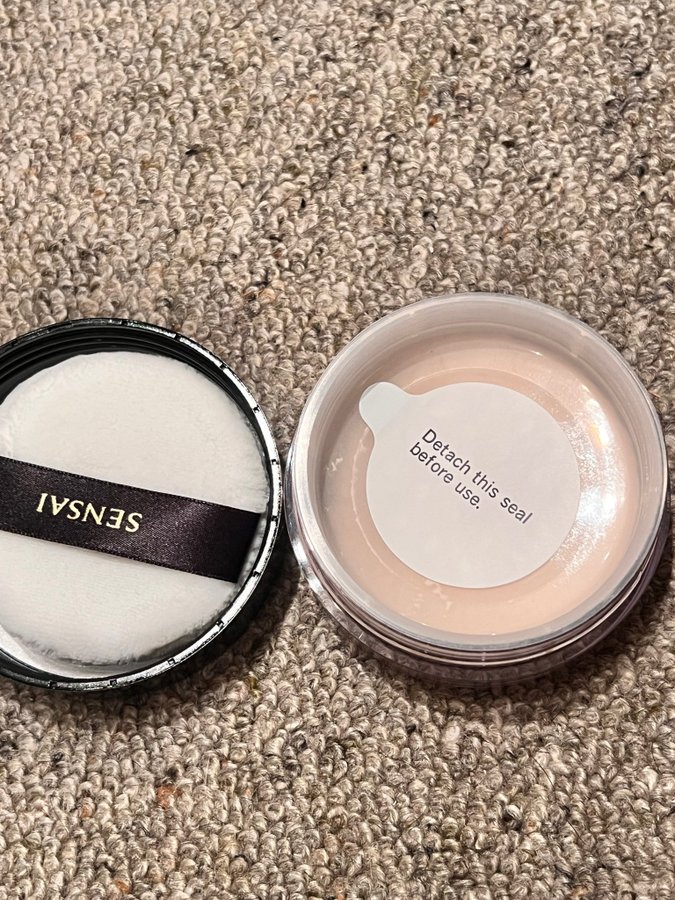 SENSAI
Detach this seal
before use.